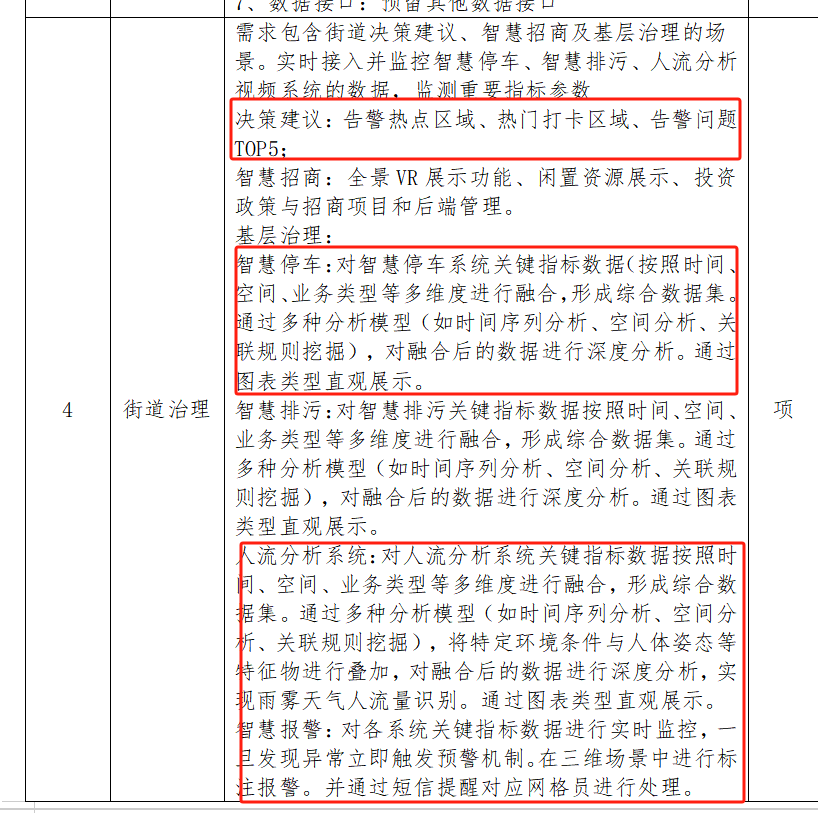 7、数据接口：预留其他数据接口
需求包含街道决策建议、智慧招商及基层治理的场
景。实时接入并监控智慧停车、智慧排污、人流分析
视频系统的数据，监测重要指标参数
决策建议：告警热点区域、热门打卡区域、告警问题
TOP5；
智慧招商：全景VR展示功能、闲置资源展示、投资
政策与招商项目和后端管理。
基层治理：
智慧停车：对智慧停车系统关键指标数据（按照时间、
空间、业务类型等多维度进行融合，形成综合数据集。
通过多种分析模型（如时间序列分析、空间分析、关
联规则挖掘），对融合后的数据进行深度分析。通过
图表类型直观展示。
4
街道治理
项
智慧排污：对智慧排污关键指标数据按照时间、空间、
业务类型等多维度进行融合，形成综合数据集。通过
多种分析模型（如时间序列分析、空间分析、关联规
则挖掘），对融合后的数据进行深度分析。通过图表
类型直观展示。
人流分析系统：对人流分析系统关键指标数据按照时
间、空间、业务类型等多维度进行融合，形成综合数
据集。通过多种分析模型（如时间序列分析、空间分
析、关联规则挖掘），将特定环境条件与人体姿态等
特征物进行叠加，对融合后的数据进行深度分析，实
现雨雾天气人流量识别。通过图表类型直观展示。
智慧报警：对各系统关键指标数据进行实时监控，一
旦发现异常立即触发预警机制。在三维场景中进行标
注报警。并通过短信提醒对应网格员进行处理。